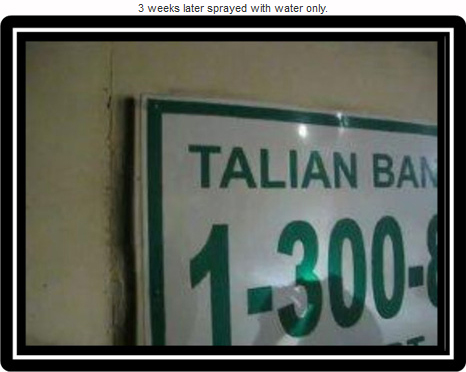 3 weeks later sprayed with water only.
TALIAN BAN
1-300-8